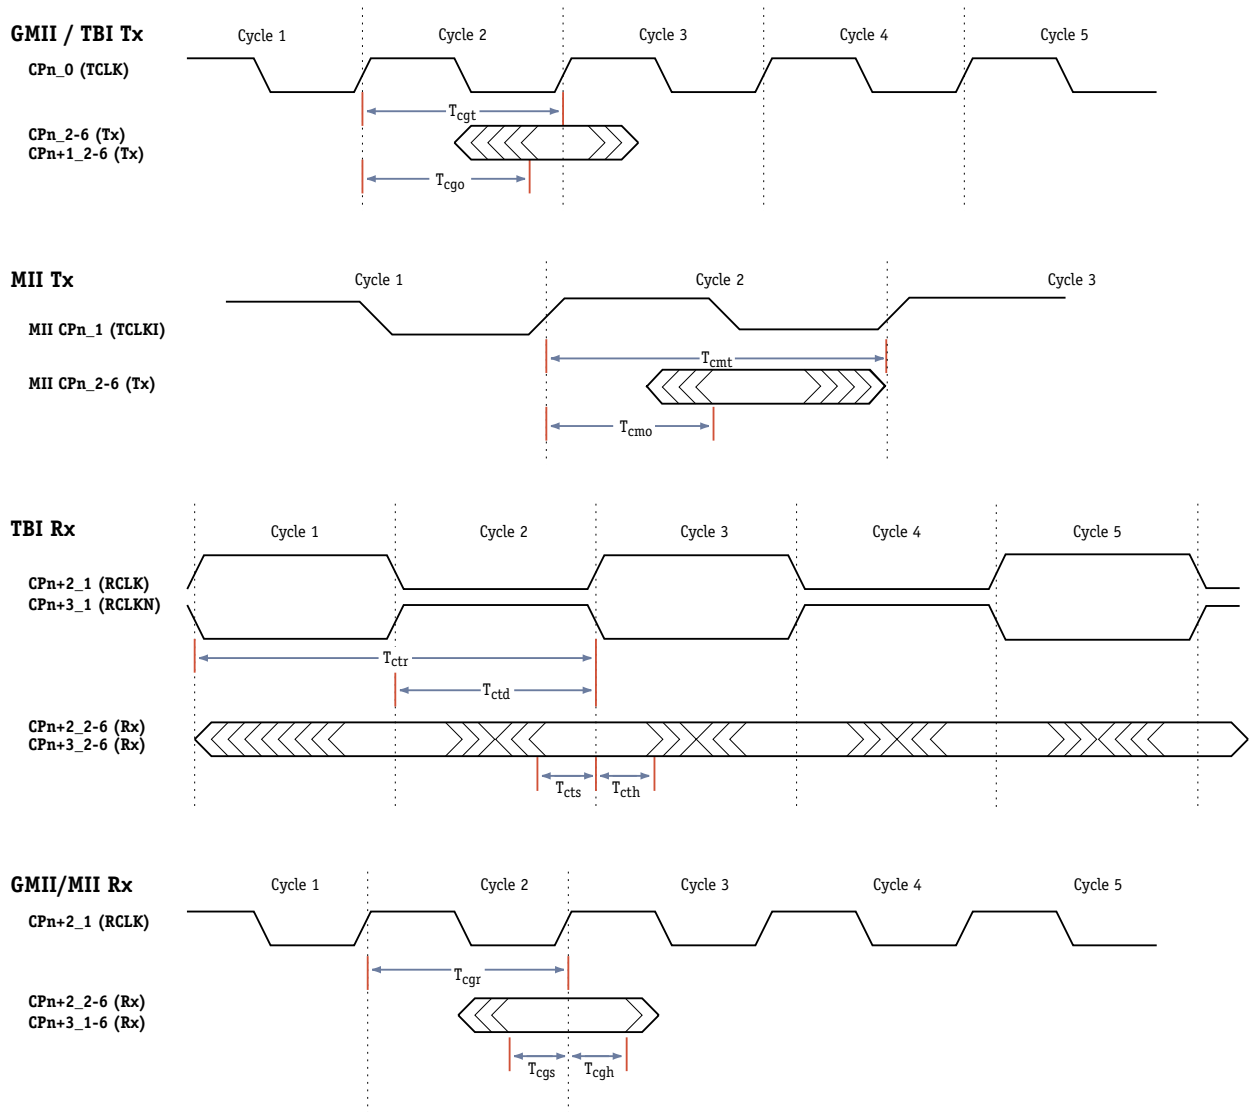 GMII / TBI Tx
Cycle 1 Cycle 2 Cycle 3 Cycle 4 Cycle 5
CPn_0 (TCLK)
Tcgt
CPn_2-6 (Tx)
CPn+1_2-6 (Tx)
Tcgo
MII Tx
Cycle 1 Cycle 2 Cycle 3
MII CPn_1 (TCLKI)
Tcmt
MII CPn_2-6 (Tx)
Tcmo
TBI Rx
Cycle 1 Cycle 2 Cycle 3 Cycle 4 Cycle 5
CPn+2_1 (RCLK)
CPn+3_1 (RCLKN)
Tctr
Tctd
CPn+2_2-6 (Rx)
CPn+3_2-6 (Rx)
Tcts Tcth
GMII/MII Rx
Cycle 1 Cycle 2 Cycle 3 Cycle 4 Cycle 5
CPn+2_1 (RCLK)
Tcgr
CPn+2_2-6 (Rx)
CPn+3_1-6 (Rx)
Tcgs Tcgh